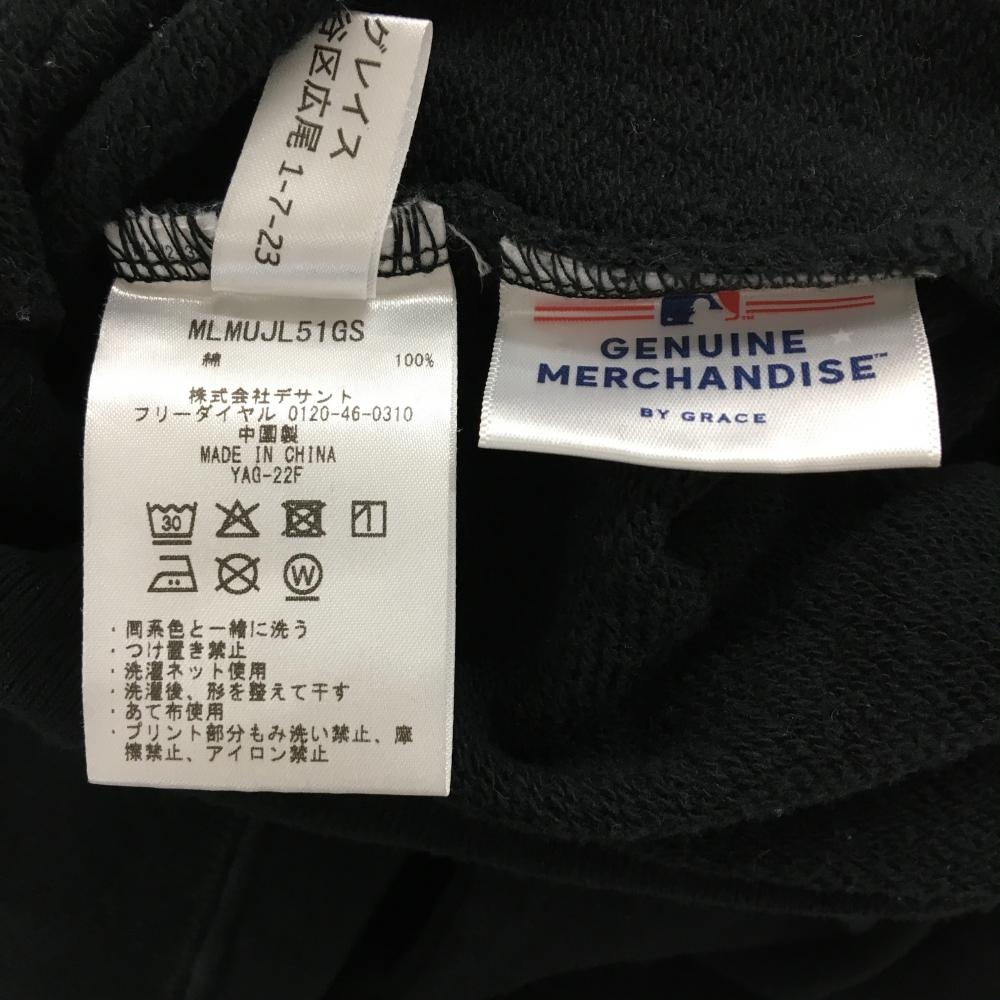 グレイス
谷区広尾 1-7-23
MLMUJL51GS
綿 100%
株式会社デサント
フリーダイヤル 0120-46-0310
中国製
MADE IN CHINA
YAG-22F
30
W
・同系色と一緒に洗う
・つけ置き禁止
・洗濯ネット使用
・洗濯後、形を整えて干す
・あて布使用
・プリント部分もみ洗い禁止、摩
擦禁止、アイロン禁止
GENUINE
MERCHANDISE™
BY GRACE